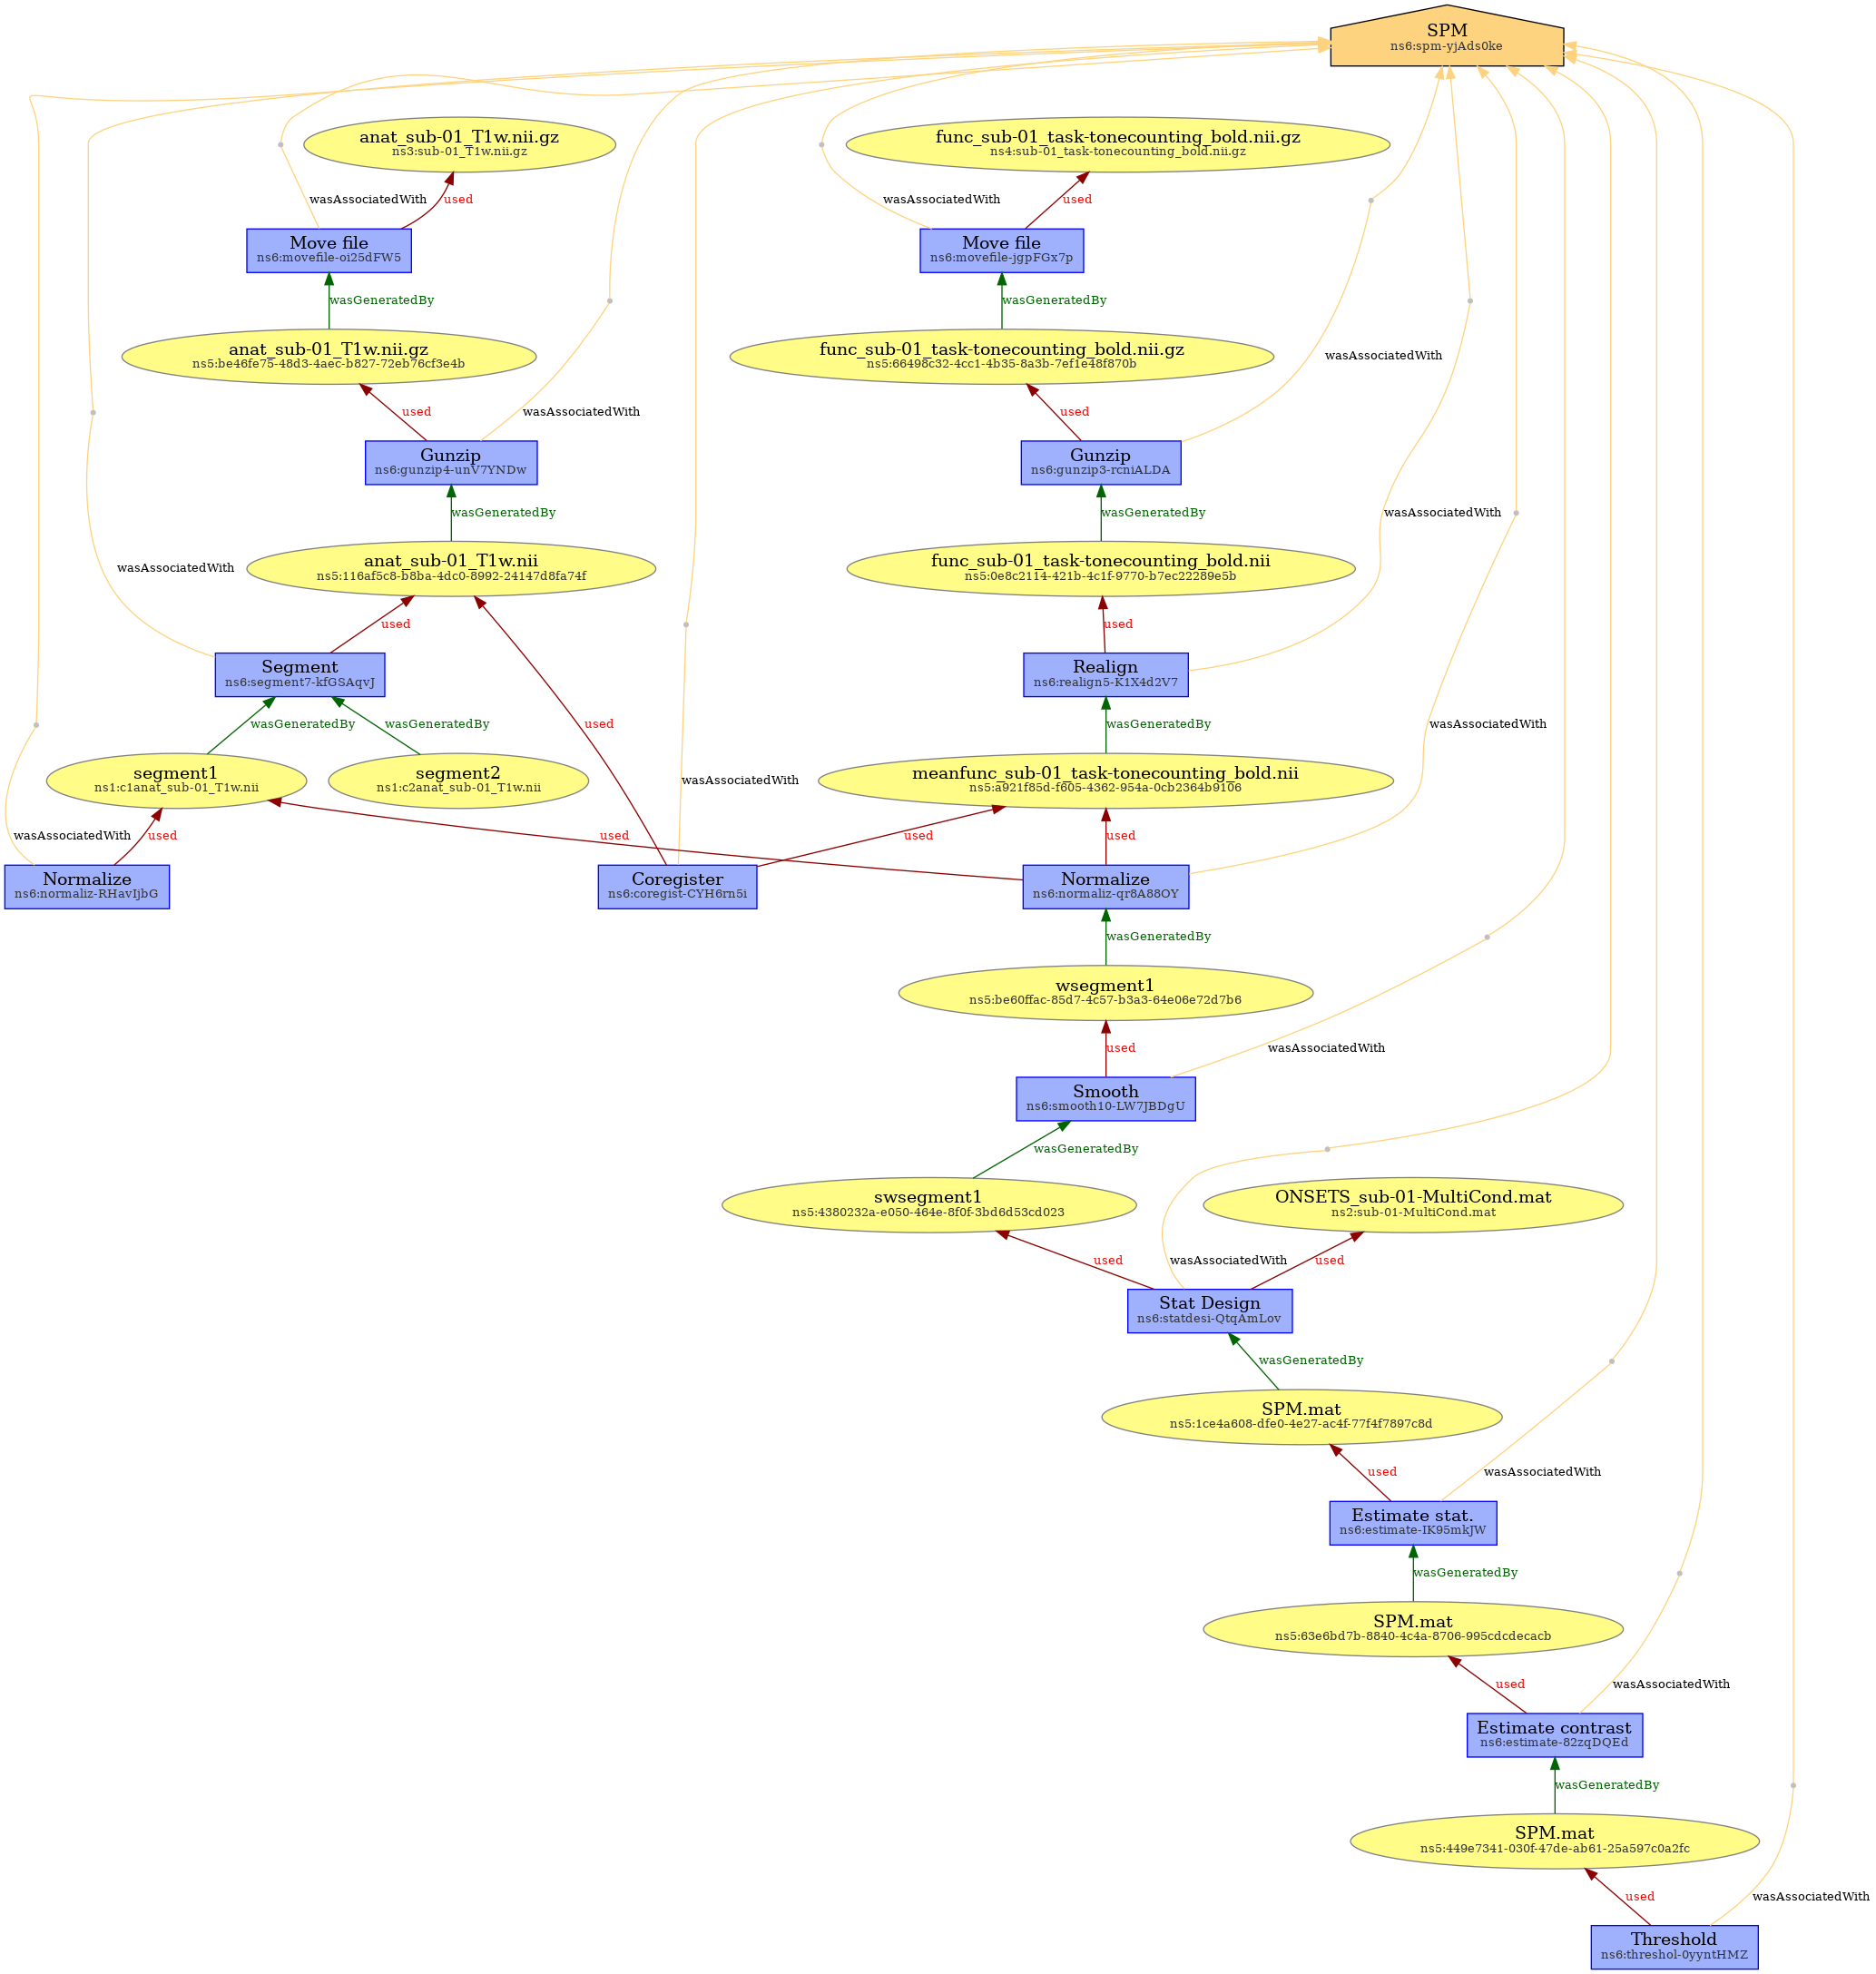 SPM
ns6:spm-yjAds0ke
anat_sub-01_T1w.nii.gz
ns3:sub-01_T1w.nii.gz
func_sub-01_task-tonecounting_bold.nii.gz
ns4:sub-01_task-tonecounting_bold.nii.gz
wasAssociatedWith
used
wasAssociatedWith
used
Move file
ns6:movefile-oi25dFW5
Move file
ns6:movefile-jgpFGx7p
wasGeneratedBy
wasGeneratedBy
anat_sub-01_T1w.nii.gz
ns5:be46fe75-48d3-4aec-b827-72eb76cf3e4b
func_sub-01_task-tonecounting_bold.nii.gz
ns5:66498c32-4cc1-4b35-8a3b-7ef1e48f870b
wasAssociatedWith
used
wasAssociatedWith
used
Gunzip
ns6:gunzip4-unV7YNDw
Gunzip
ns6:gunzip3-rcniALDA
wasGeneratedBy
wasGeneratedBy
wasAssociatedWith
anat_sub-01_T1w.nii
ns5:116af5c8-b8ba-4dc0-8992-24147d8fa74f
func_sub-01_task-tonecounting_bold.nii
ns5:0e8c2114-421b-4c1f-9770-b7ec22289e5b
wasAssociatedWith
used
used
Segment
ns6:segment7-kfGSAqvJ
Realign
ns6:realign5-K1X4d2V7
wasGeneratedBy
wasGeneratedBy
used
wasGeneratedBy
wasAssociatedWith
segment1
ns1:c1anat_sub-01_T1w.nii
segment2
ns1:c2anat_sub-01_T1w.nii
wasAssociatedWith
meanfunc_sub-01_task-tonecounting_bold.nii
ns5:a921f85d-f605-4362-954a-0cb2364b9106
wasAssociatedWith
used
used
used
used
Normalize
ns6:normaliz-RHavIjbG
Coregister
ns6:coregist-CYH6rn5i
Normalize
ns6:normaliz-qr8A88OY
wasGeneratedBy
wsegment1
ns5:be60ffac-85d7-4c57-b3a3-64e06e72d7b6
used
wasAssociatedWith
Smooth
ns6:smooth10-LW7JBDgU
wasGeneratedBy
swsegment1
ns5:4380232a-e050-464e-8f0f-3bd6d53cd023
ONSETS_sub-01-MultiCond.mat
ns2:sub-01-MultiCond.mat
used
wasAssociatedWith
used
Stat Design
ns6:statdesi-QtqAmLov
wasGeneratedBy
SPM.mat
ns5:1ce4a608-dfe0-4e27-ac4f-77f4f7897c8d
used
wasAssociatedWith
Estimate stat.
ns6:estimate-IK95mkJW
wasGeneratedBy
SPM.mat
ns5:63e6bd7b-8840-4c4a-8706-995cdcdecacb
used
wasAssociatedWith
Estimate contrast
ns6:estimate-82zqDQEd
wasGeneratedBy
SPM.mat
ns5:449e7341-030f-47de-ab61-25a597c0a2fc
used
wasAssociatedWith
Threshold
ns6:threshol-0yyntHMZ